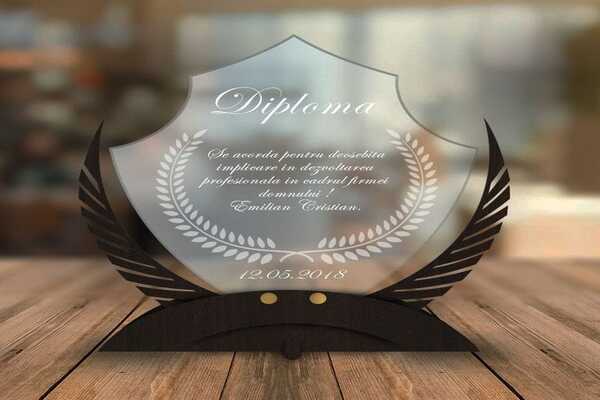 Diploma
Se acorda pentru deosebita
implicare in dezvoltarea
profesionala in cadrul firmei
domnului !
Emilian Cristian.
12.05.2018